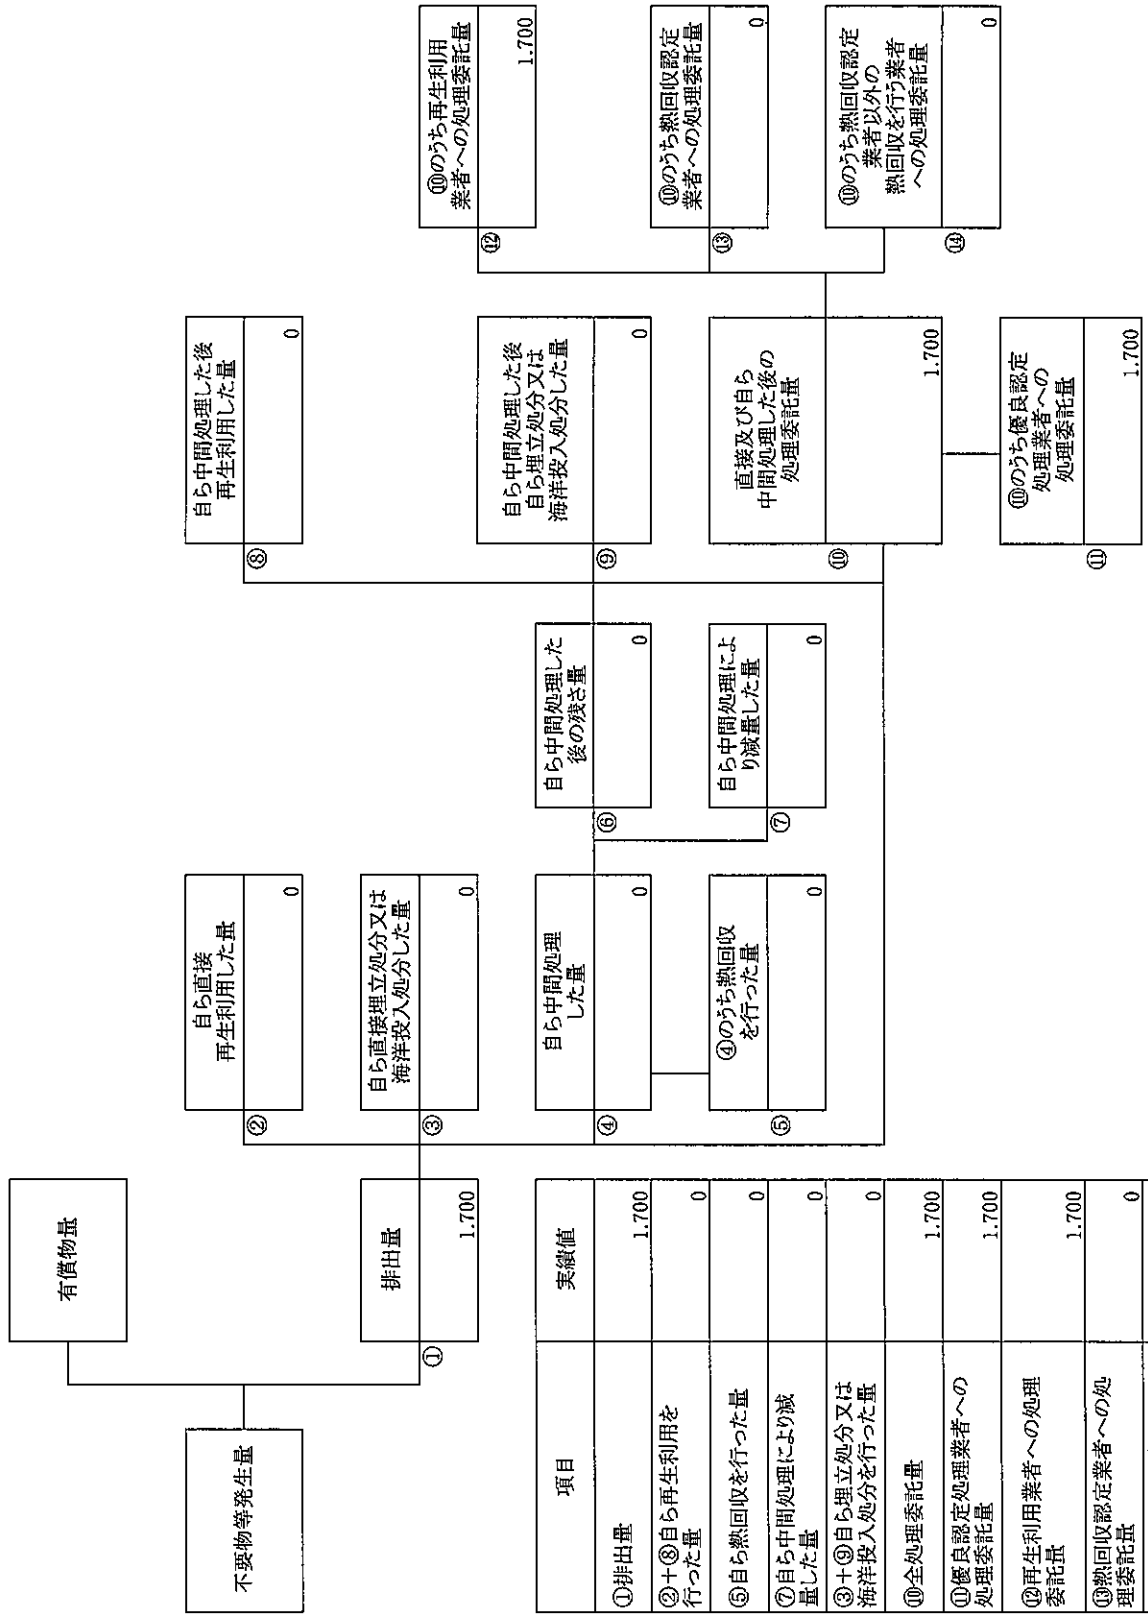 不要物等発生量
有償物量
排出量
①
1.700
自ら直接
再生利用した量
②
0
自ら直接埋立処分又は
海洋投入処分した量
③
0
自ら中間処理
した量
④
0
④のうち熱回収
を行った量
⑤
0
自ら中間処理した
後の残さ量
⑥
0
自ら中間処理によ
り減量した量
⑦
0
自ら中間処理した後
再生利用した量
⑧
0
自ら中間処理した後
自ら埋立処分又は
海洋投入処分した量
⑨
0
直接及び自ら
中間処理した後の
処理委託量
⑩
1.700
⑩のうち優良認定
処理業者への
処理委託量
⑪
1.700
⑩のうち再生利用
業者への処理委託量
⑫
1.700
⑩のうち熱回収認定
業者への処理委託量
⑬
0
⑩のうち熱回収認定
業者以外の
熱回収を行う業者
への処理委託量
⑭
0
項目 実績値
①排出量 1.700
②+⑧自ら再生利用を
行った量 0
⑤自ら熱回収を行った量 0
⑦自ら中間処理により減
量した量 0
③+⑨自ら埋立処分又は
海洋投入処分を行った量 0
⑩全処理委託量 1.700
⑪優良認定処理業者への
処理委託量 1.700
⑫再生利用業者への処理
委託量 1.700
⑬熱回収認定業者への処
理委託量 0